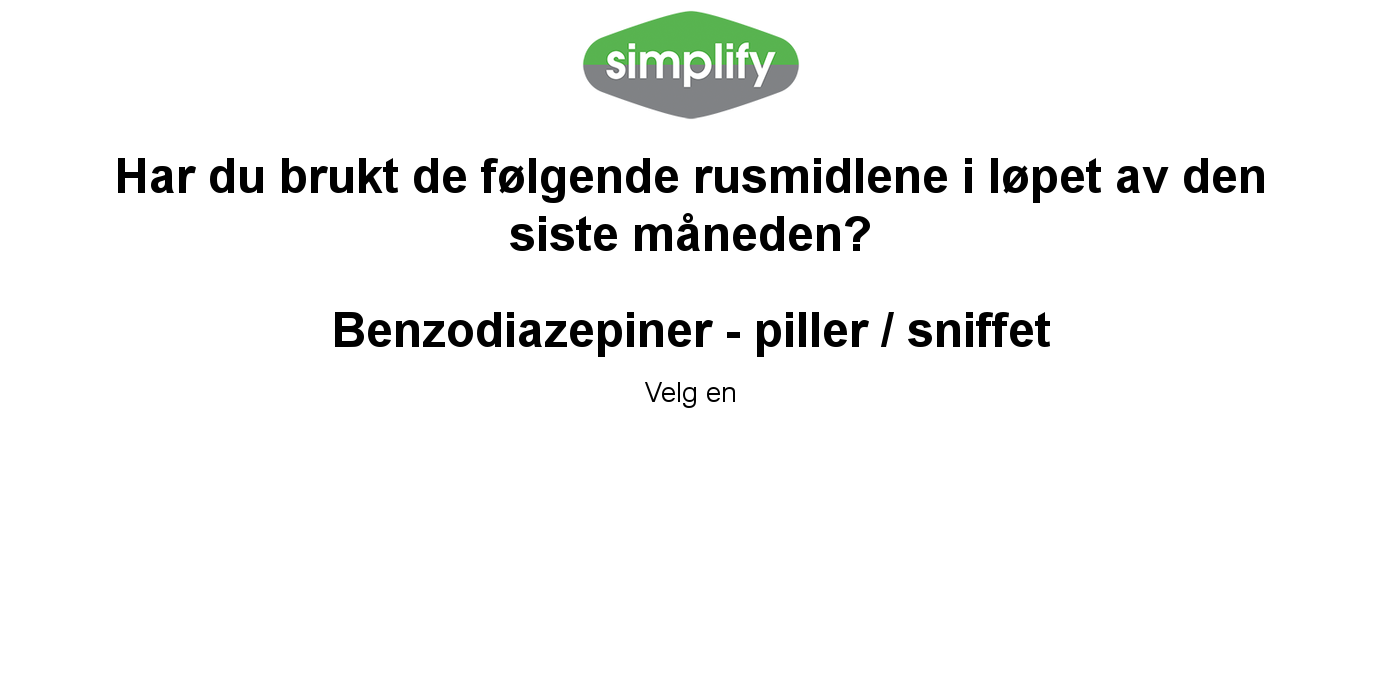 simplify
Har du brukt de følgende rusmidlene i løpet av den
siste måneden?
Benzodiazepiner - piller / sniffet
Velg en